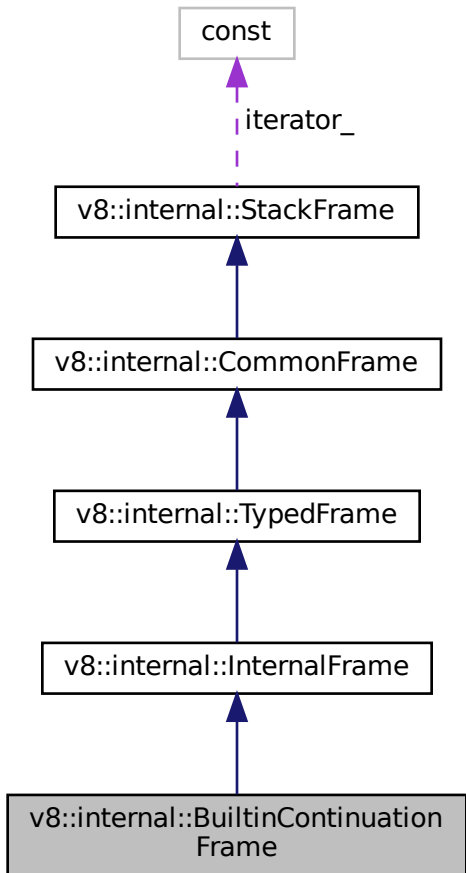 const
iterator_
v8::internal::StackFrame
v8::internal::CommonFrame
v8::internal::TypedFrame
v8::internal::InternalFrame
v8::internal::BuiltinContinuation
Frame